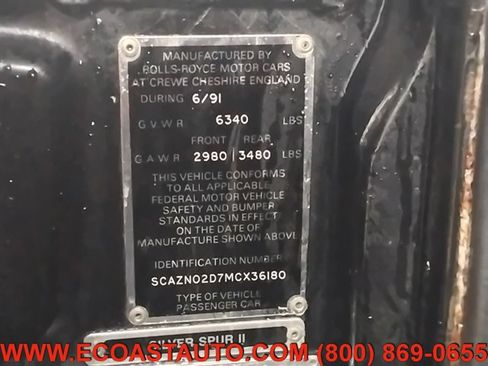 MANUFACTURED BY
ROLLS-ROYCE MOTOR CARS
AT CREWE CHESHIRE ENGLAND
DURING 6/91
G V W R 6340 LBS
FRONT REAR
G A W R 2980 3480 LBS
THIS VEHICLE CONFORMS
TO ALL APPLICABLE
FEDERAL MOTOR VEHICLE
SAFETY AND BUMPER
STANDARDS IN EFFECT
ON THE DATE OF
MANUFACTURE SHOWN ABOVE
IDENTIFICATION NUMBER
SCAZN02D7MCX36180
TYPE OF VEHICLE
PASSENGER CAR
SILVER SPUR II
WWW.ECOASTAUTO.COM (800) 869-0655